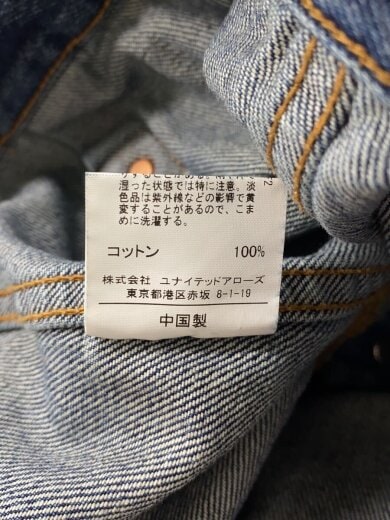 湿った状態では特に注意。淡
色品は紫外線などの影響で黄
変することがあるので、こま
めに洗濯する。
コットン 100%
株式会社 ユナイテッドアローズ
東京都港区赤坂 8-1-19
中国製
2